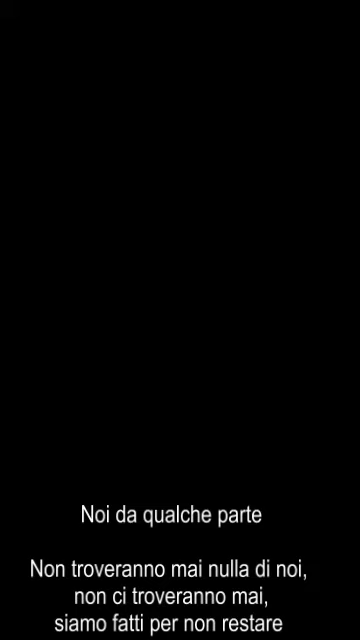 Noi da qualche parte
Non troveranno mai nulla di noi,
non ci troveranno mai,
siamo fatti per non restare